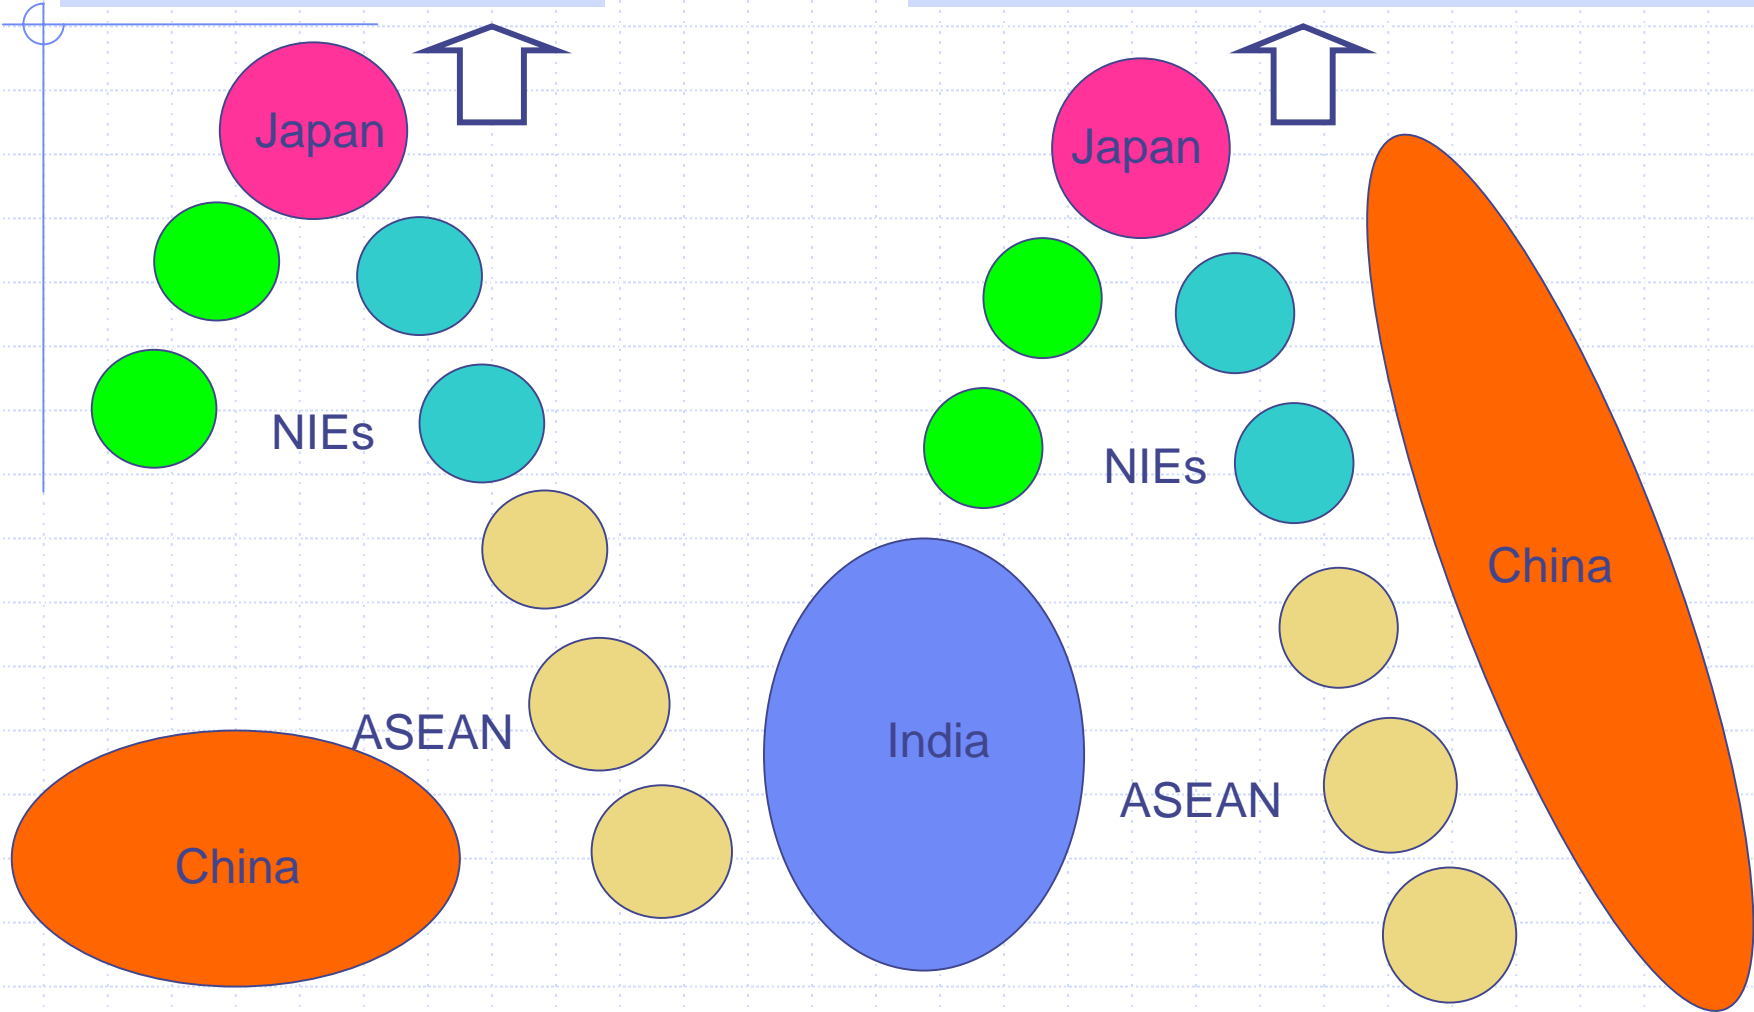 Japan
NIEs
ASEAN
China
Japan
NIEs
China
India
ASEAN